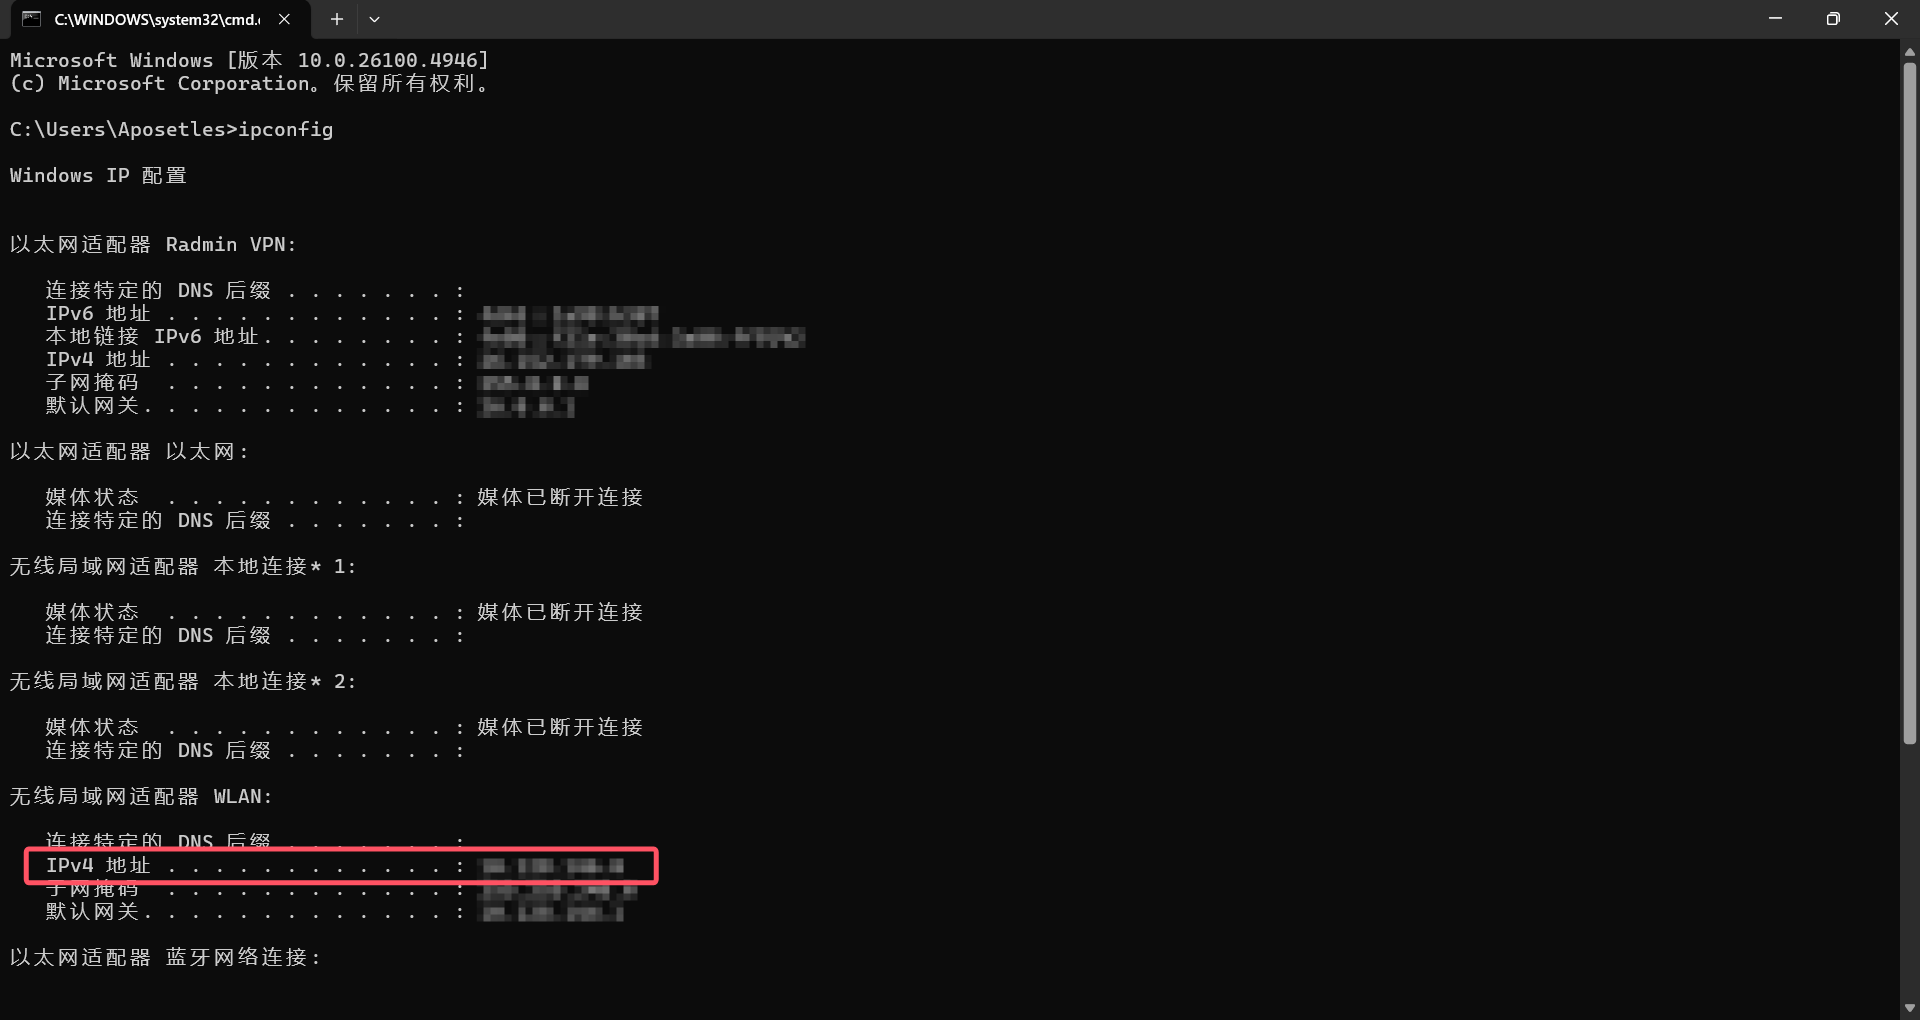 C:\WINDOWS\system32\cmd.
Microsoft Windows [版本 10.0.26100.4946]
(c) Microsoft Corporation。保留所有权利。
C:\Users\Aposetles>ipconfig
Windows IP 配置
以太网适配器 Radmin VPN:
连接特定的 DNS 后缀 . . . . . . . :
IPv6 地址 . . . . . . . . . . . . :
本地链接 IPv6 地址. . . . . . . . :
IPv4 地址 . . . . . . . . . . . . :
子网掩码  . . . . . . . . . . . . :
默认网关. . . . . . . . . . . . . :
以太网适配器 以太网:
媒体状态  . . . . . . . . . . . . : 媒体已断开连接
连接特定的 DNS 后缀 . . . . . . . :
无线局域网适配器 本地连接* 1:
媒体状态  . . . . . . . . . . . . : 媒体已断开连接
连接特定的 DNS 后缀 . . . . . . . :
无线局域网适配器 本地连接* 2:
媒体状态  . . . . . . . . . . . . : 媒体已断开连接
连接特定的 DNS 后缀 . . . . . . . :
无线局域网适配器 WLAN:
连接特定的 DNS 后缀 . . . . . . . :
IPv4 地址 . . . . . . . . . . . . :
子网掩码  . . . . . . . . . . . . :
默认网关. . . . . . . . . . . . . :
以太网适配器 蓝牙网络连接: